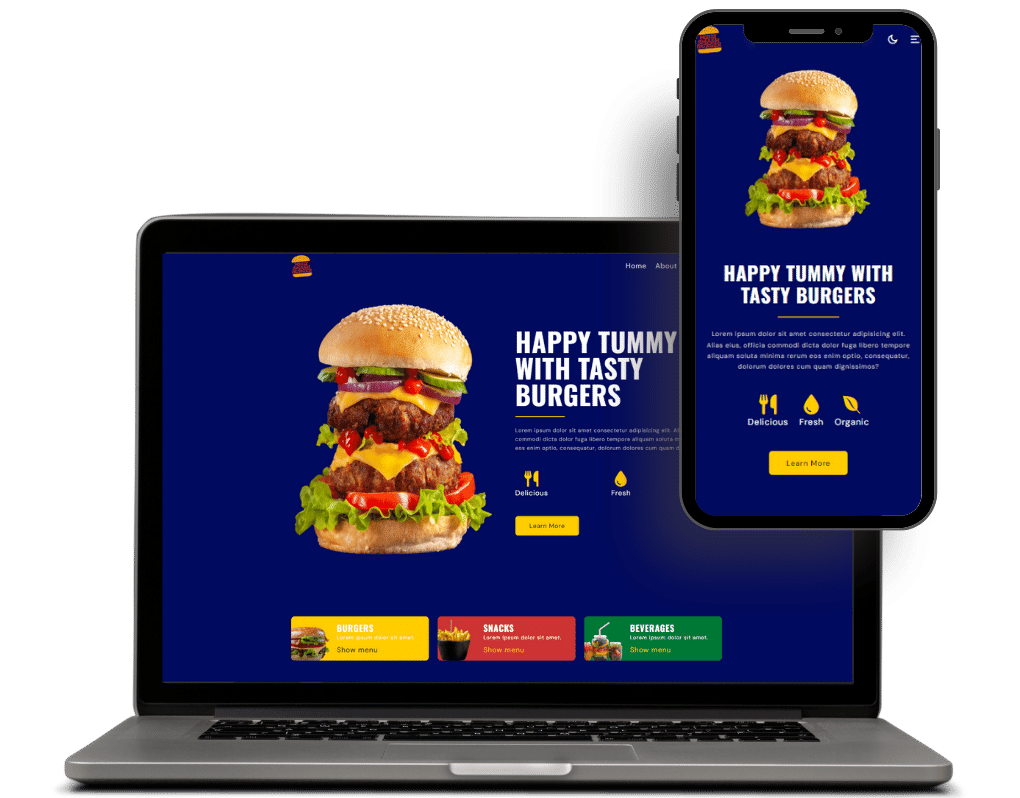 Home About
HAPPY TUMMY
WITH TASTY
BURGERS
Lorem ipsum dolor sit amet consectetur adipisicing elit.
commodi dicta dolor fuga libero tempore aliquam soluta
eos enim optio, consequatur, dolorum dolores cum quam
Delicious Fresh
Learn More
BURGERS
Lorem ipsum dolor sit amet.
Show menu
SNACKS
Lorem ipsum dolor sit amet.
Show menu
BEVERAGES
Lorem ipsum dolor sit amet.
Show menu
HAPPY TUMMY WITH
TASTY BURGERS
Lorem ipsum dolor sit amet consectetur adipisicing elit.
Alias eius, officia commodi dicta dolor fuga libero tempore
aliquam soluta minima rerum eos enim optio, consequatur,
dolorum dolores cum quam dignissimos?
Delicious Fresh Organic
Learn More